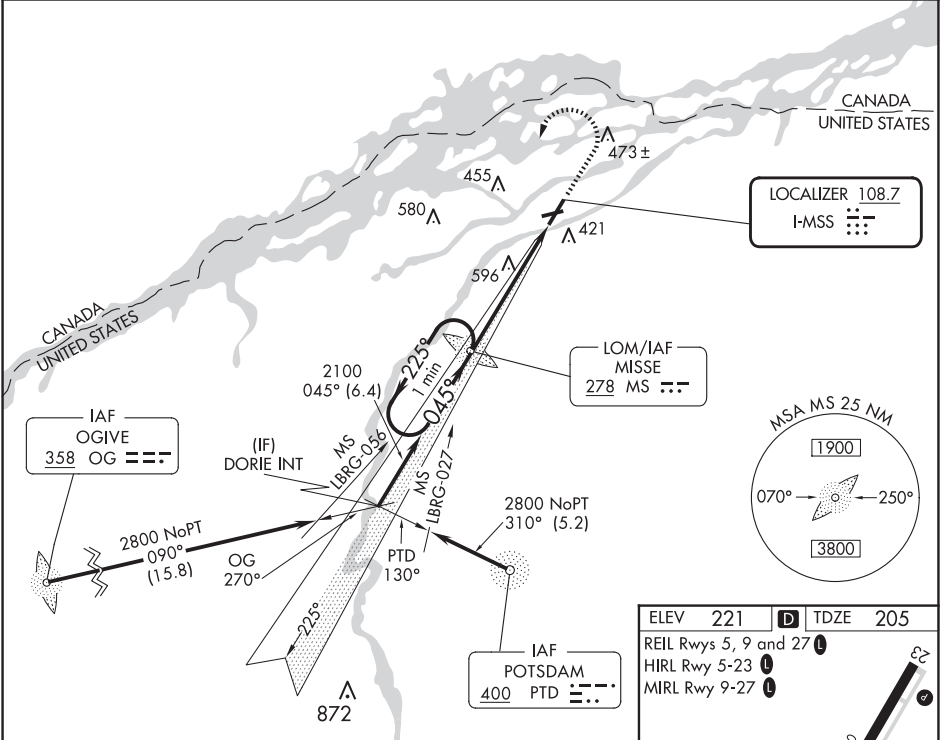 CANADA
UNITED STATES
473 ±
455
580
LOCALIZER 108.7
I-MSS
421
596
CANADA
UNITED STATES
225°
1 min
045°
LOM/IAF
MISSE
278 MS
2100
045° (6.4)
IAF
OGIVE
358 OG
(IF)
DORIE INT
MS
LBRG-056
MS
LBRG-027
MSA MS 25 NM
1900
070°
250°
3800
2800 NoPT
090°
(15.8)
OG
270°
PTD
130°
2800 NoPT
310° (5.2)
225°
872
IAF
POTSDAM
400 PTD
ELEV 221 D TDZE 205
REIL Rwys 5, 9 and 27 L
HIRL Rwy 5-23 L
MIRL Rwy 9-27 L
23